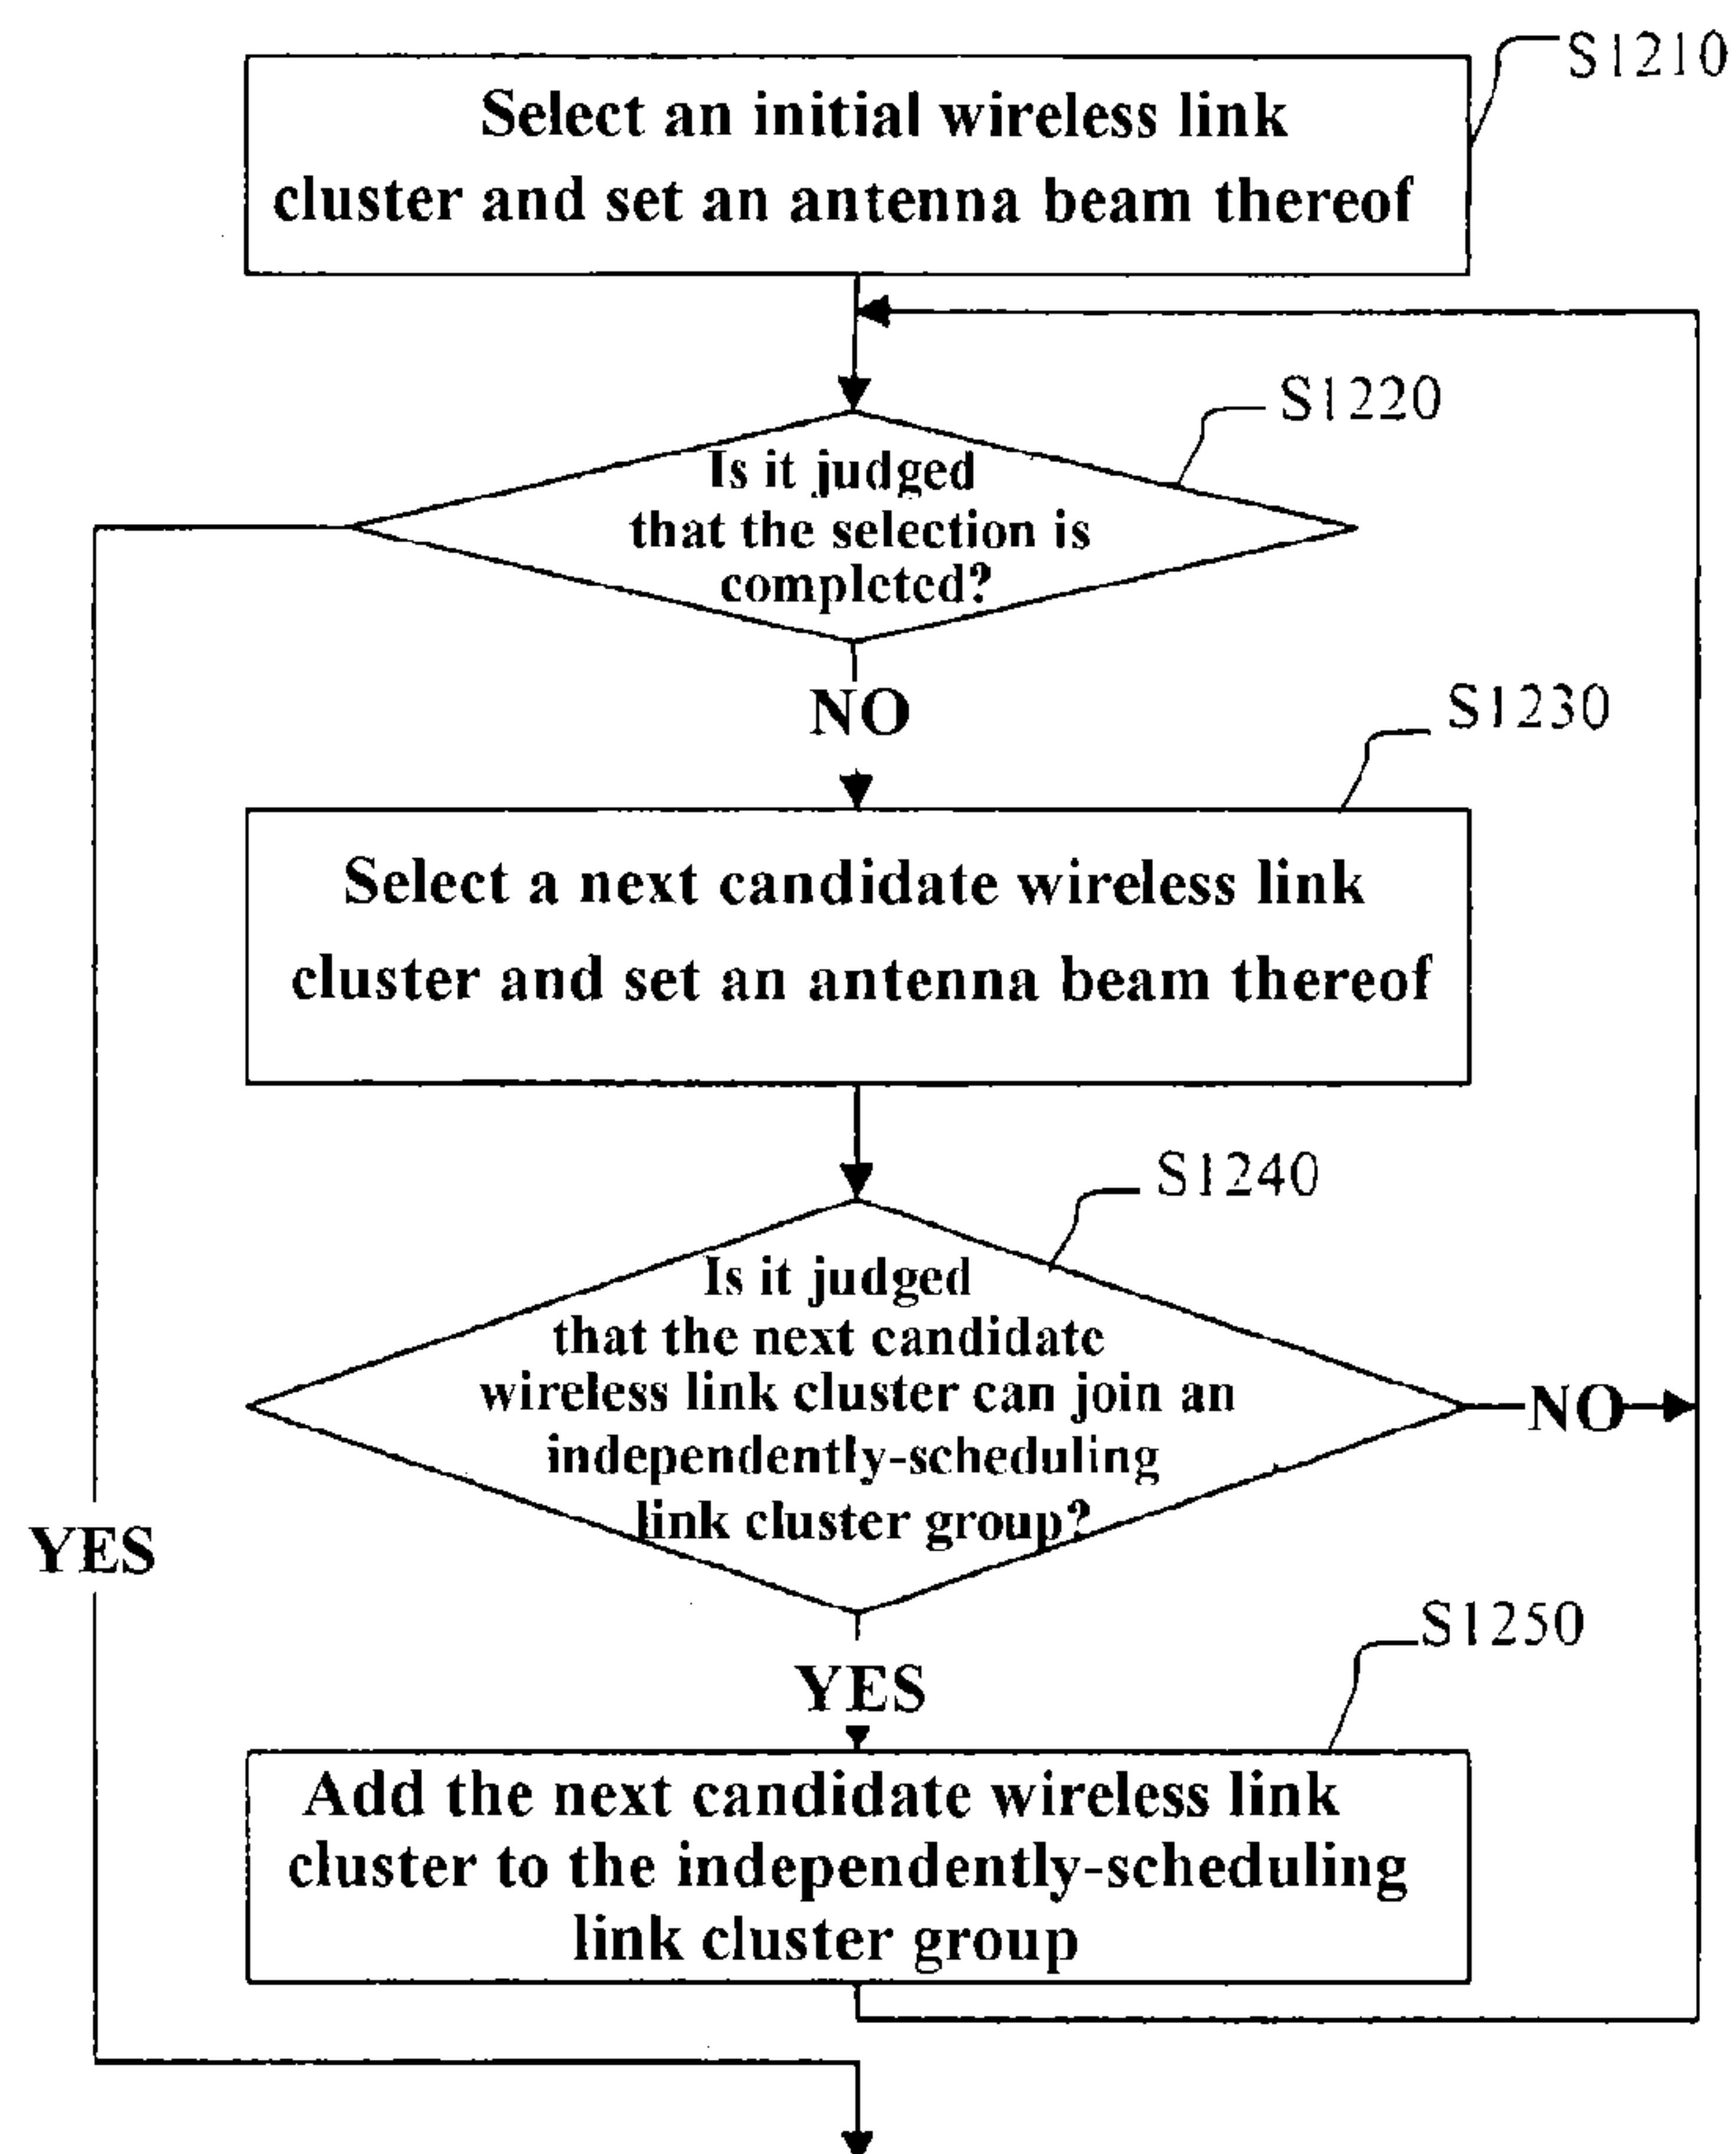 S1210
Select an initial wireless link
cluster and set an antenna beam thereof
S1220
Is it judged
that the selection is
completed?
NO
S1230
Select a next candidate wireless link
cluster and set an antenna beam thereof
S1240
Is it judged
that the next candidate
wireless link cluster can join an
independently-scheduling
link cluster group?
NO
YES
YES
S1250
Add the next candidate wireless link
cluster to the independently-scheduling
link cluster group